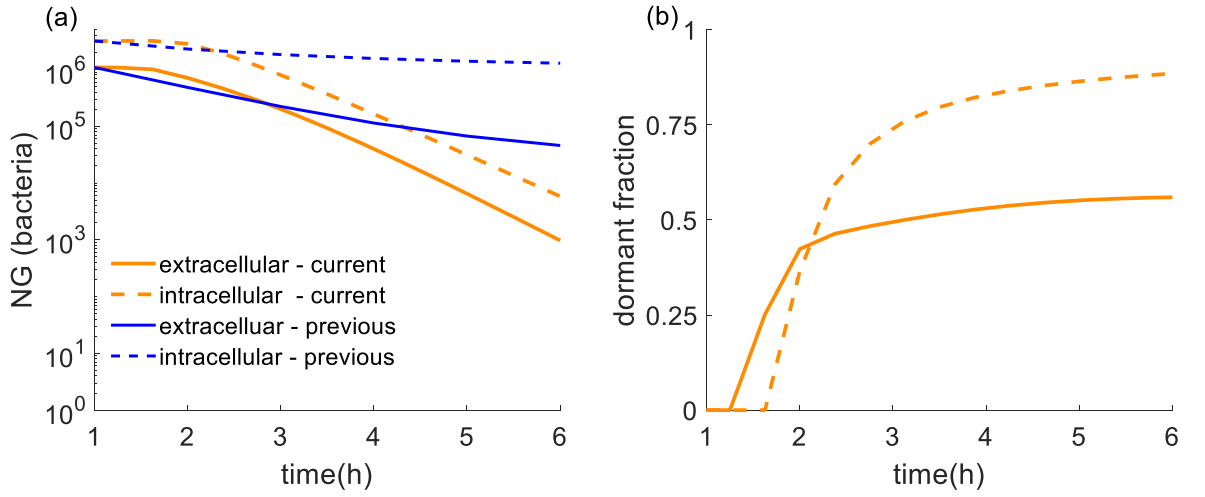 (a)
10^6
10^5
10^3
10^1
10^0
NG (bacteria)
extracellular - current
intracellular - current
extracelluar - previous
intracellular - previous
1 2 3 4 5 6
time(h)
(b)
1
0.75
0.5
0.25
0
dormant fraction
1 2 3 4 5 6
time(h)